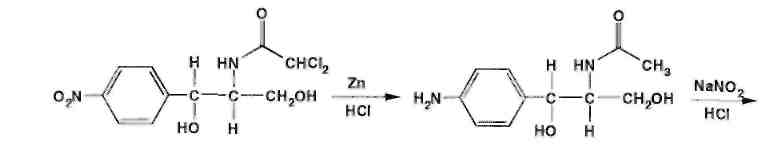 O
H HN CHCl₂
Zn
O₂N C C CH₂OH
HCl
HO H
O
H HN CH₃
NaNO₂
H₂N C C CH₂OH
HCl
HO H